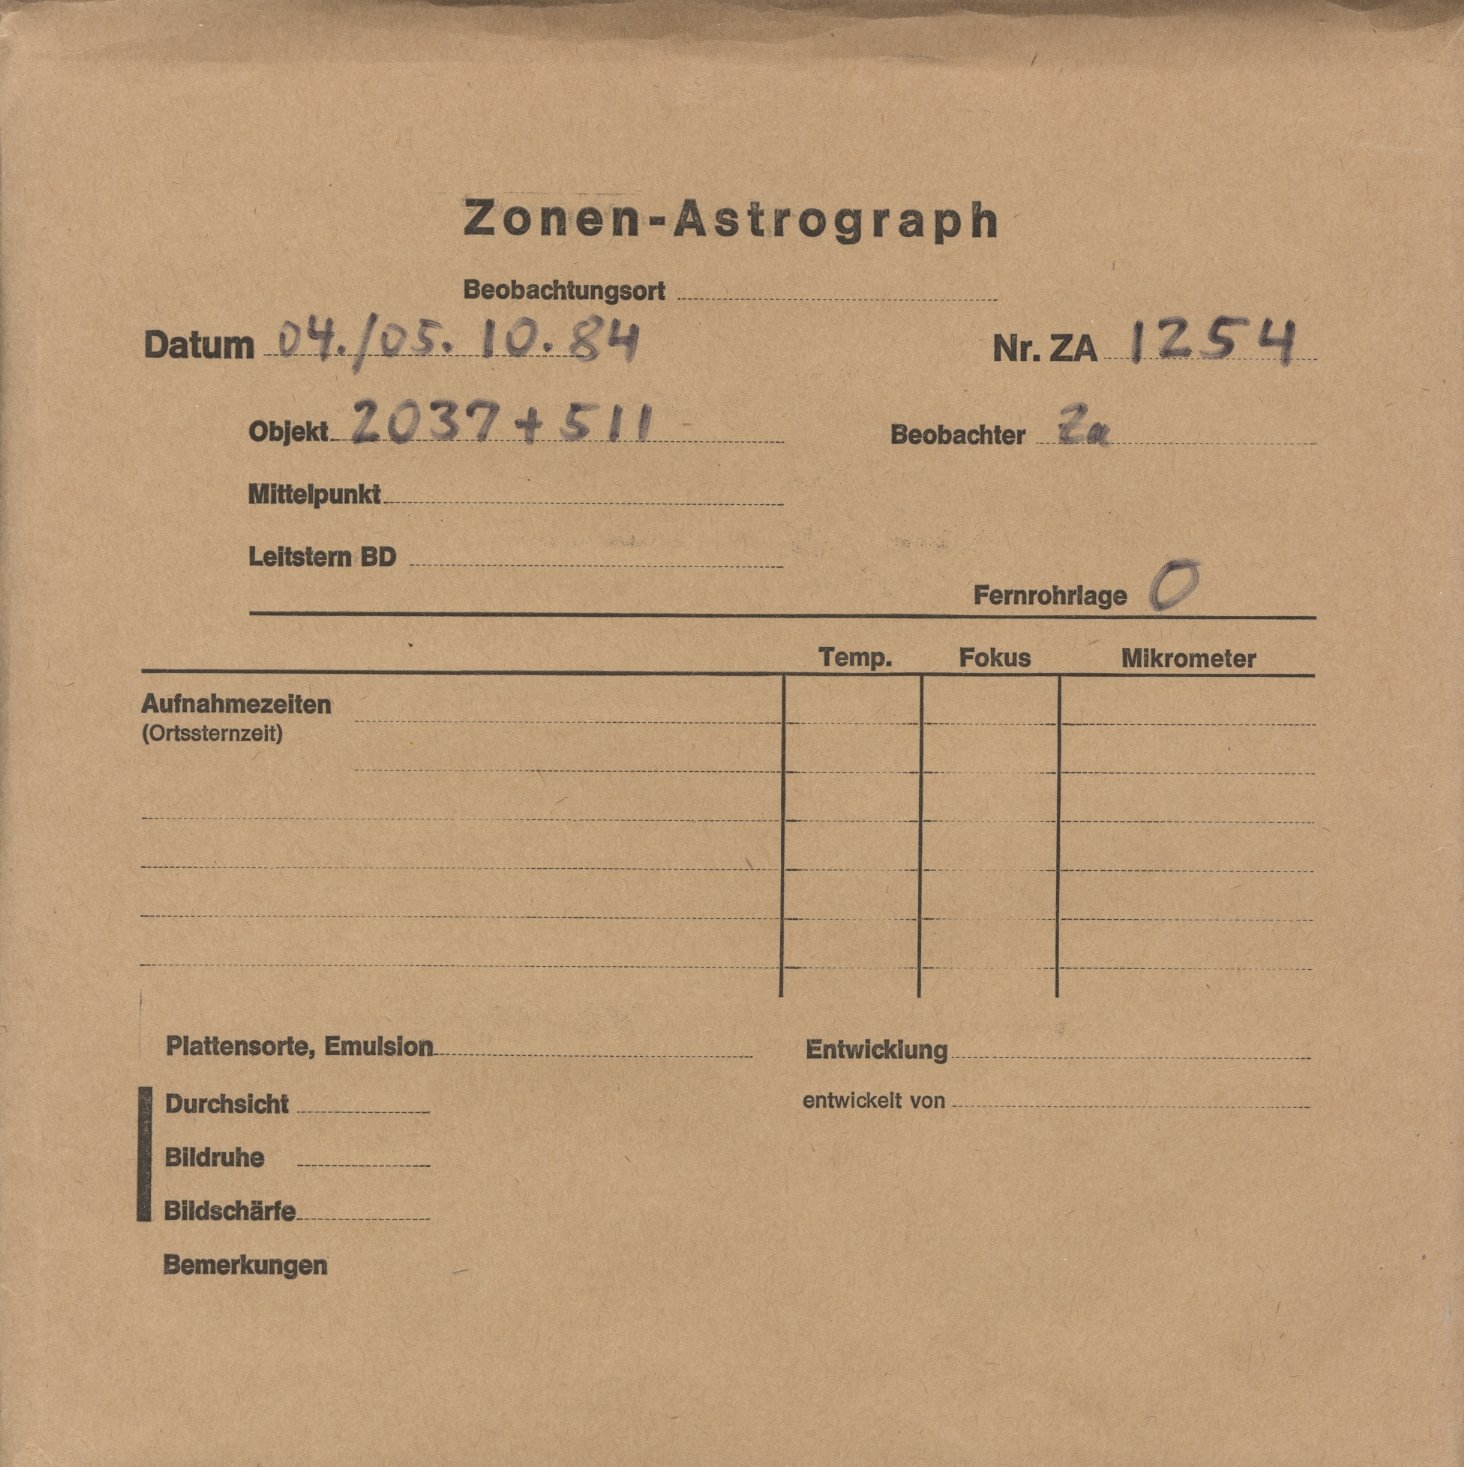 Zonen-Astrograph
Beobachtungsort
Datum 04./05. 10. 84 Nr. ZA 1254
Objekt 2037+511 Beobachter Za
Mittelpunkt
Leitstern BD
Fernrohrlage O
Temp. Fokus Mikrometer
Aufnahmezeiten
(Ortssternzeit)
Plattensorte, Emulsion Entwicklung
Durchsicht entwickelt von
Bildruhe
Bildschärfe
Bemerkungen